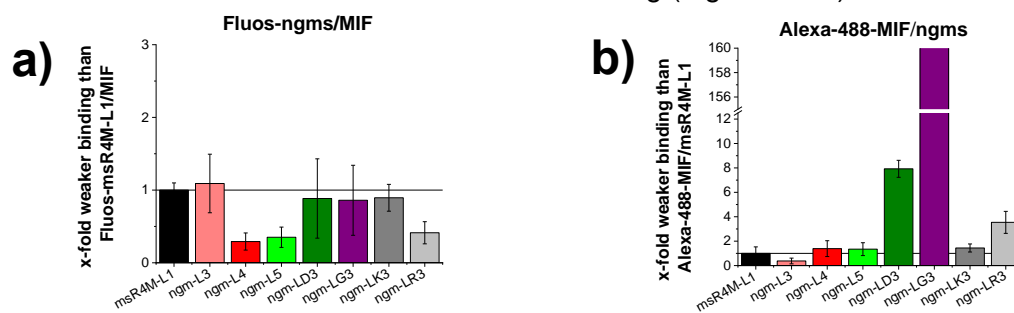 Fluos-ngms/MIF
a)
x-fold weaker binding than
Fluos-msR4M-L1/MIF
3
2
1
0
msR4M-L1
ngm-L3
ngm-L4
ngm-L5
ngm-LD3
ngm-LG3
ngm-LK3
ngm-LR3
Alexa-488-MIF/ngms
b)
x-fold weaker binding than
Alexa-488-MIF/msR4M-L1
160
158
156
12
10
8
6
4
2
0
msR4M-L1
ngm-L3
ngm-L4
ngm-L5
ngm-LD3
ngm-LG3
ngm-LK3
ngm-LR3